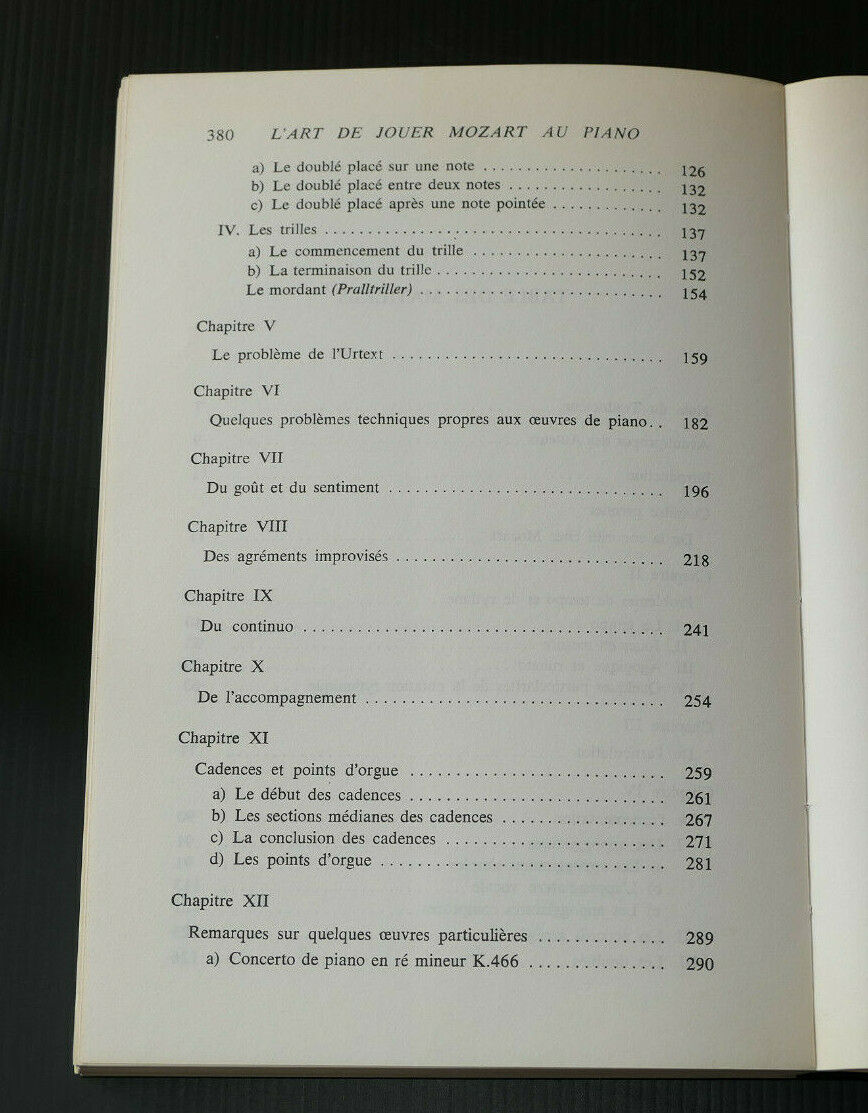 380 L'ART DE JOUER MOZART AU PIANO
a) Le doublé placé sur une note ..................... 126
b) Le doublé placé entre deux notes .................. 132
c) Le doublé placé après une note pointée ............. 132
IV. Les trilles ........................................ 137
a) Le commencement du trille ...................... 137
b) La terminaison du trille .......................... 152
Le mordant (Pralltriller) ............................. 154
Chapitre V
Le problème de l'Urtext ................................ 159
Chapitre VI
Quelques problèmes techniques propres aux œuvres de piano.. 182
Chapitre VII
Du goût et du sentiment ................................ 196
Chapitre VIII
Des agréments improvisés ............................... 218
Chapitre IX
Du continuo .......................................... 241
Chapitre X
De l'accompagnement .................................. 254
Chapitre XI
Cadences et points d'orgue ............................. 259
a) Le début des cadences .............................. 261
b) Les sections médianes des cadences ................... 267
c) La conclusion des cadences .......................... 271
d) Les points d'orgue ................................. 281
Chapitre XII
Remarques sur quelques œuvres particulières .............. 289
a) Concerto de piano en ré mineur K.466 ................ 290